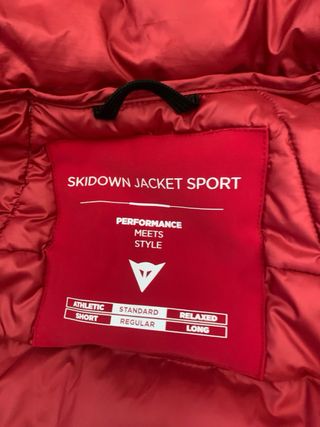 SKIDOWN JACKET SPORT
PERFORMANCE
MEETS
STYLE
ATHLETIC STANDARD RELAXED
SHORT REGULAR LONG